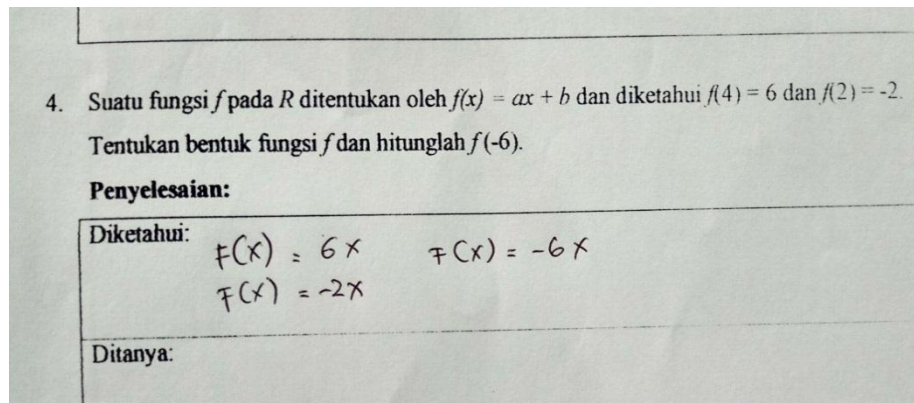 4. Suatu fungsi f pada R ditentukan oleh f(x) = ax + b dan diketahui f(4) = 6 dan f(2) = -2.
Tentukan bentuk fungsi f dan hitunglah f (-6).
Penyelesaian:
Diketahui:
F(x) = 6x F(x) = -6x
F(x) = -2x
Ditanya: